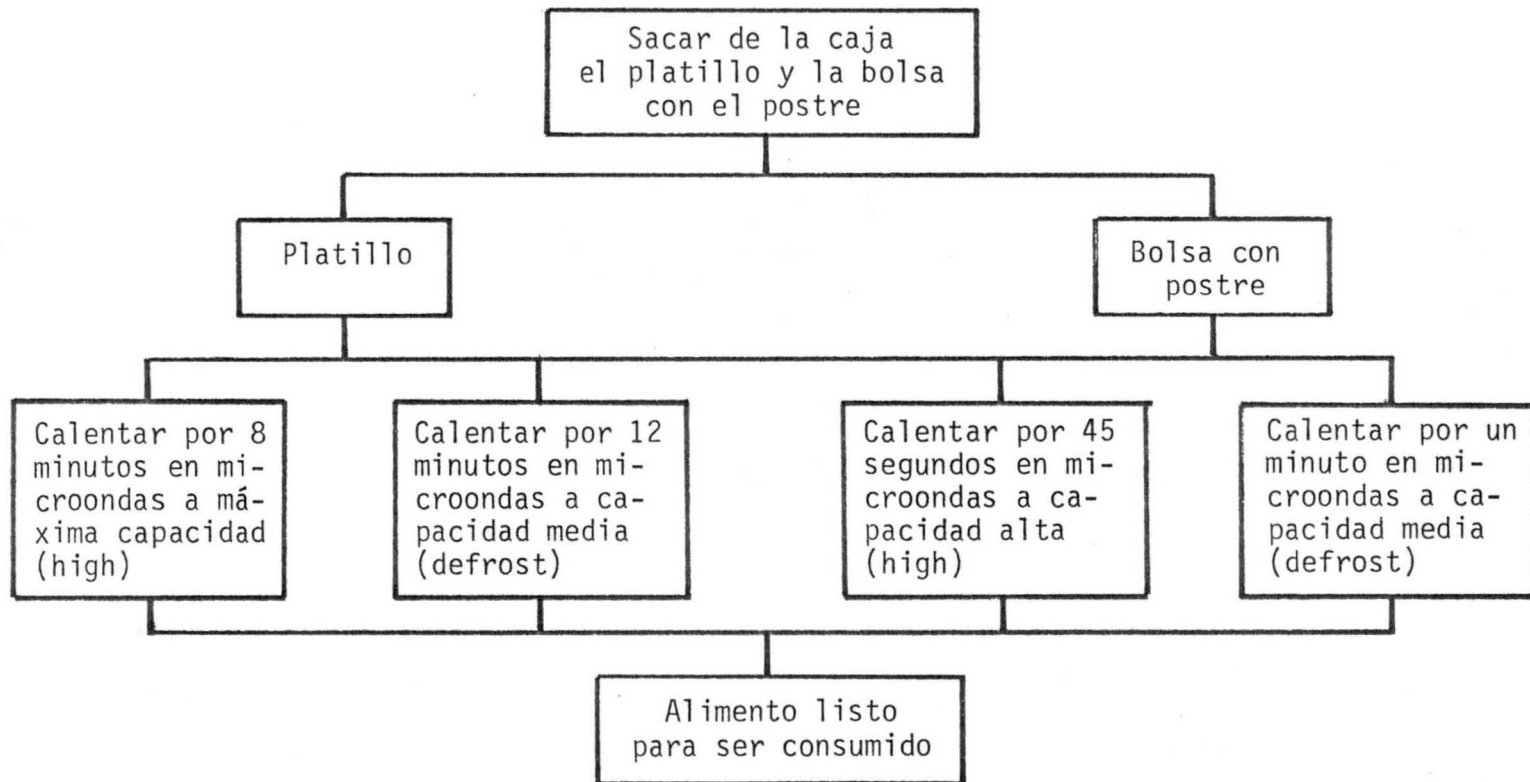 Sacar de la caja
el platillo y la bolsa
con el postre
Platillo
Bolsa con
postre
Calentar por 8
minutos en mi-
croondas a má-
xima capacidad
(high)
Calentar por 12
minutos en mi-
croondas a capa-
pacidad media
(defrost)
Calentar por 45
segundos en mi-
croondas a ca-
pacidad alta
(high)
Calentar por un
minuto en mi-
croondas a ca-
pacidad media
(defrost)
Alimento listo
para ser consumido